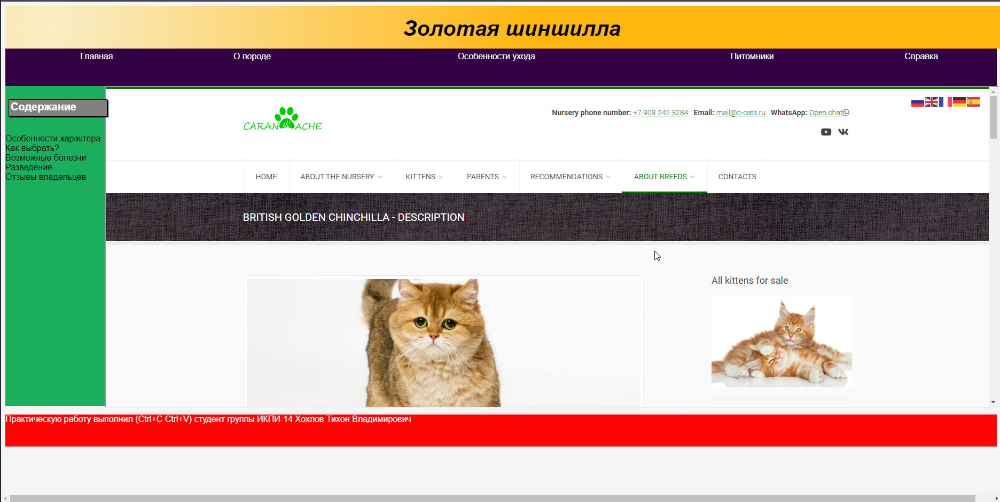 Золотая шиншилла
Главная О породе Особенности ухода Питомники Справка
Содержание
Особенности характера
Как выбрать?
Возможные болезни
Разведение
Отзывы владельцев
CARAN d' ACHE
Nursery phone number: +7 909 242 5284 Email: mail@c-cats.ru WhatsApp: Open chat
HOME ABOUT THE NURSERY KITTENS PARENTS RECOMMENDATIONS ABOUT BREEDS CONTACTS
BRITISH GOLDEN CHINCHILLA - DESCRIPTION
All kittens for sale
Практическую работу выполнил (Ctrl+C Ctrl+V) студент группы ИКПИ-14 Хохлов Тихон Владимирович